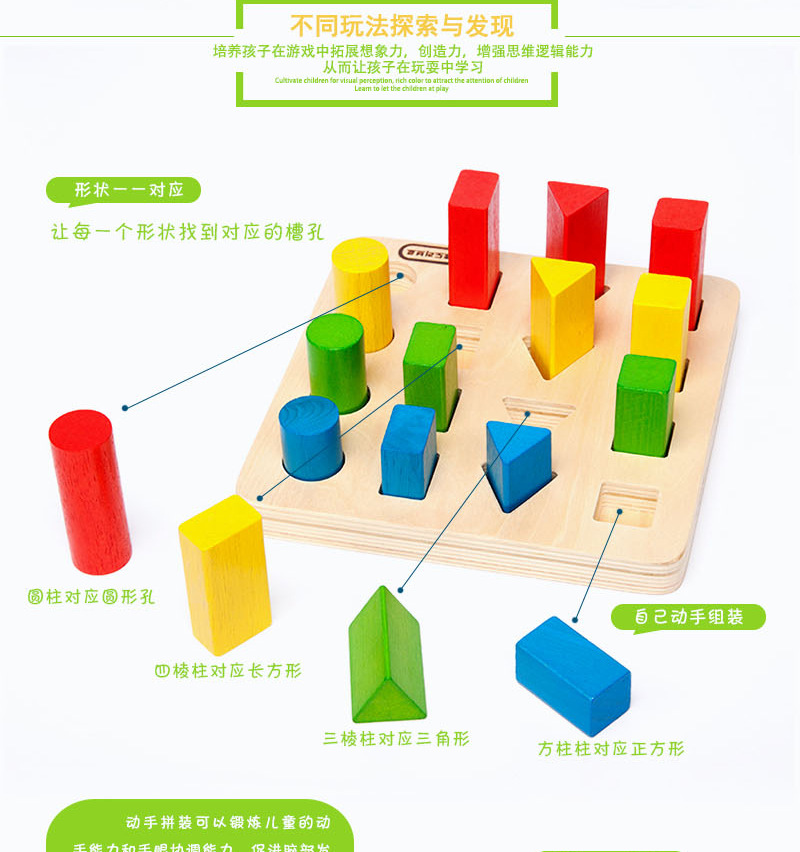 不同玩法探索与发现
培养孩子在游戏中拓展想象力，创造力，增强思维逻辑能力
从而让孩子在玩耍中学习
Cultivate children for visual perception, rich color to attract the attention of children
Learn to let the children at play
形状一一对应
让每一个形状找到对应的槽孔
圆柱对应圆形孔
四棱柱对应长方形
自己动手组装
三棱柱对应三角形
方柱柱对应正方形
动手拼装可以锻炼儿童的动
手能力和手眼协调能力，促进脑部发